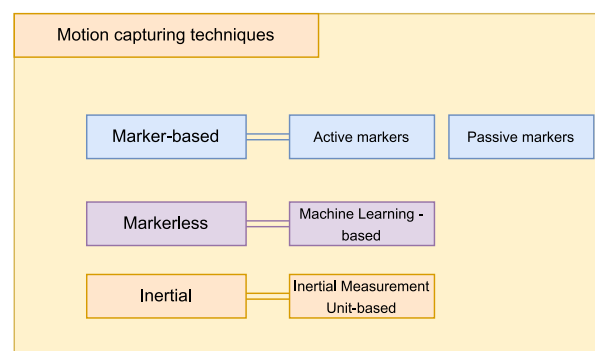 Motion capturing techniques
Marker-based
Active markers
Passive markers
Markerless
Machine Learning -
based
Inertial
Inertial Measurement
Unit-based